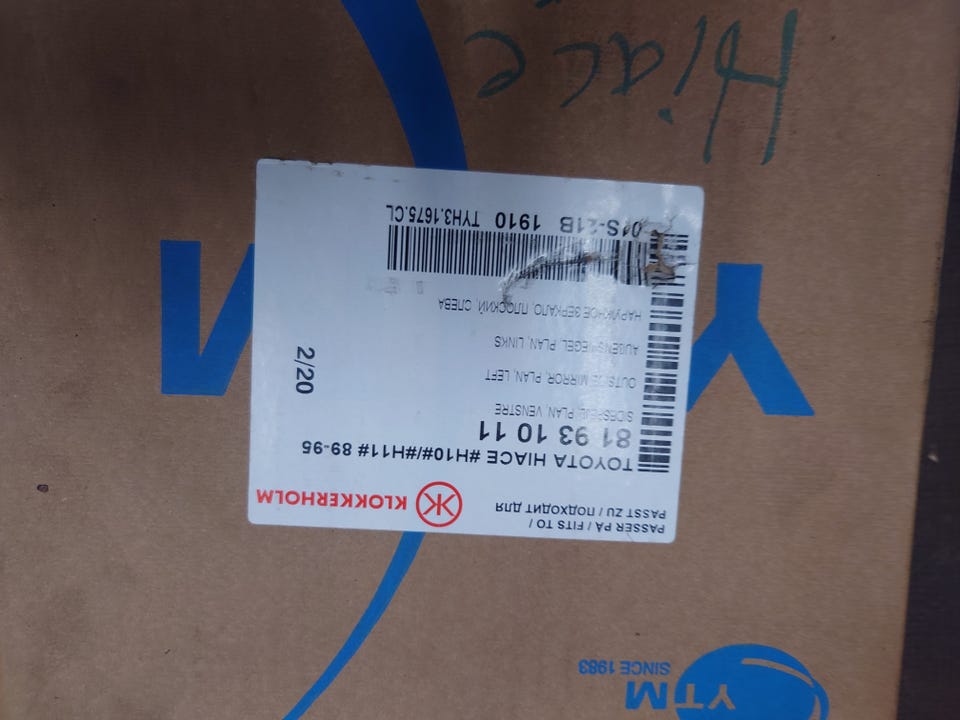 YTM
YTM
SINCE 1983
PASSER PÅ / FITS TO /
PASST ZU / ПОДХОДИТ ДЛЯ
KLOKKERHOLM
TOYOTA HIACE #H10#/#H11# 89-95
81 93 10 11
SIDRSPEJL, PLAN, VENSTRE
OUTSIDE MIRROR, PLAN, LEFT
AUßENSPIEGEL, PLAN, LINKS
НАРУЖНОЕ ЗЕРКАЛО, ПЛОСКИЙ, СЛЕВА
2/20
01S-21B 1910 TYH3.1675.CL
Y M
Hiace